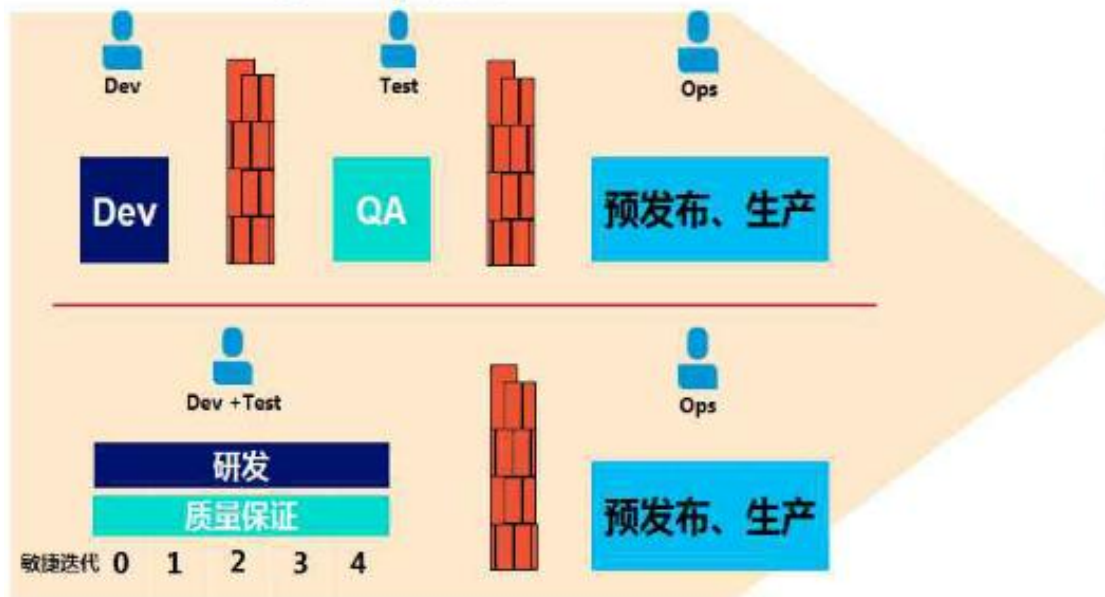 Dev
Test
Ops
Dev
QA
预发布、生产
Dev +Test
Ops
研发
质量保证
预发布、生产
敏捷迭代 0 1 2 3 4